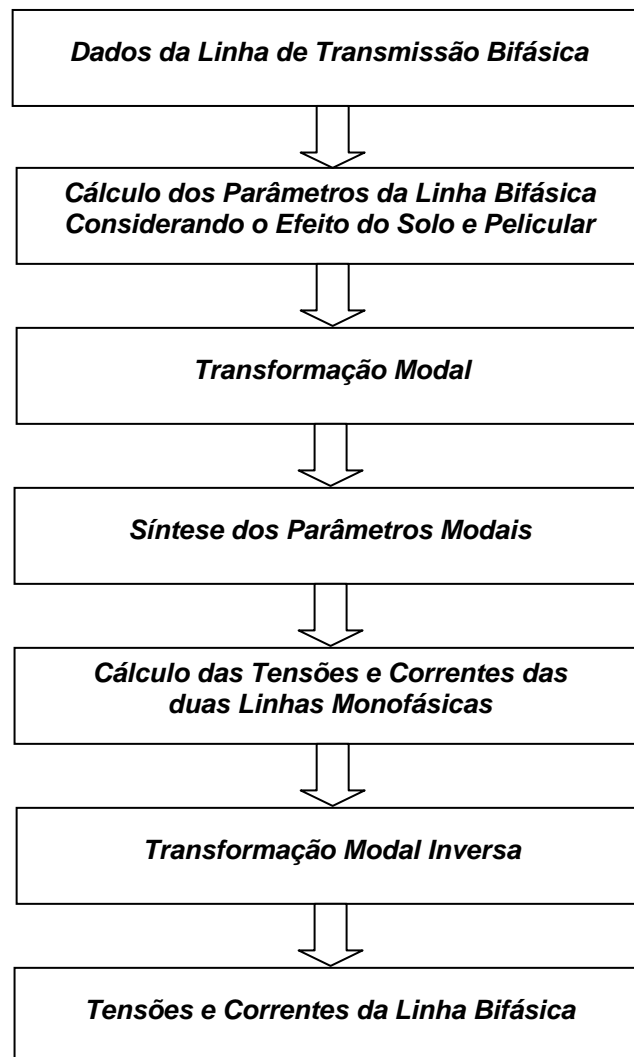 Dados da Linha de Transmissão Bifásica
Cálculo dos Parâmetros da Linha Bifásica
Considerando o Efeito do Solo e Pelicular
Transformação Modal
Síntese dos Parâmetros Modais
Cálculo das Tensões e Correntes das
duas Linhas Monofásicas
Transformação Modal Inversa
Tensões e Correntes da Linha Bifásica